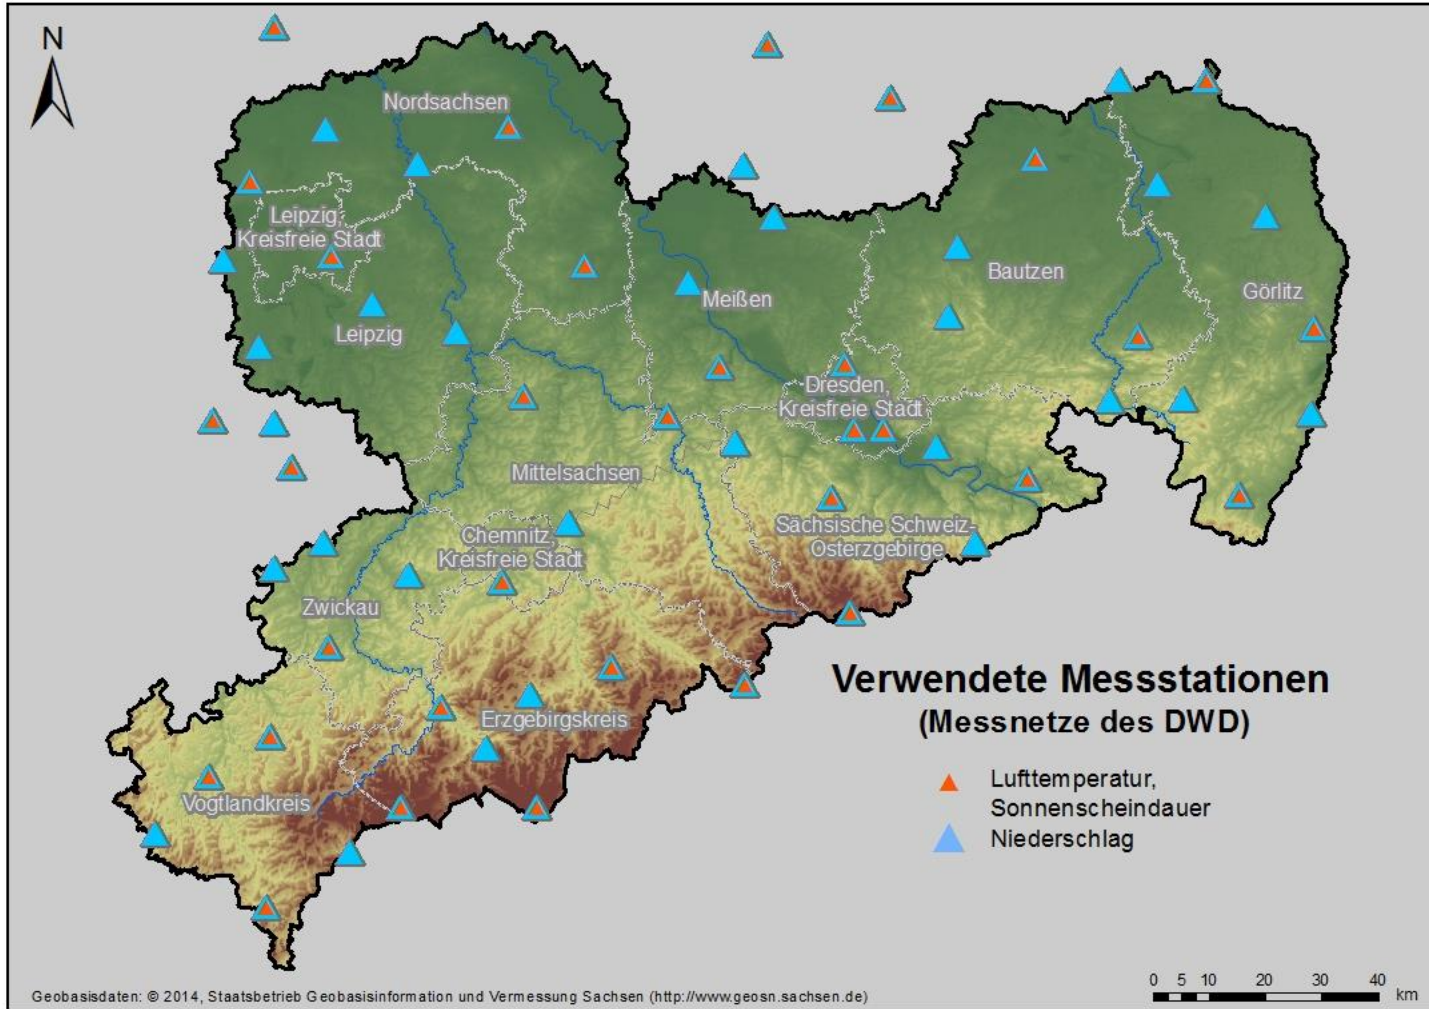 N
Nordsachsen
Leipzig,
Kreisfreie Stadt
Leipzig
Meißen
Bautzen
Görlitz
Dresden,
Kreisfreie Stadt
Mittelsachsen
Chemnitz,
Kreisfreie Stadt
Sächsische Schweiz-
Osterzgebirge
Zwickau
Erzgebirgskreis
Vogtlandkreis
Verwendete Messstationen
(Messnetze des DWD)
Lufttemperatur,
Sonnenscheindauer
Niederschlag
0 5 10 20 30 40
km
Geobasisdaten: © 2014, Staatsbetrieb Geobasisinformation und Vermessung Sachsen (http://www.geosn.sachsen.de)